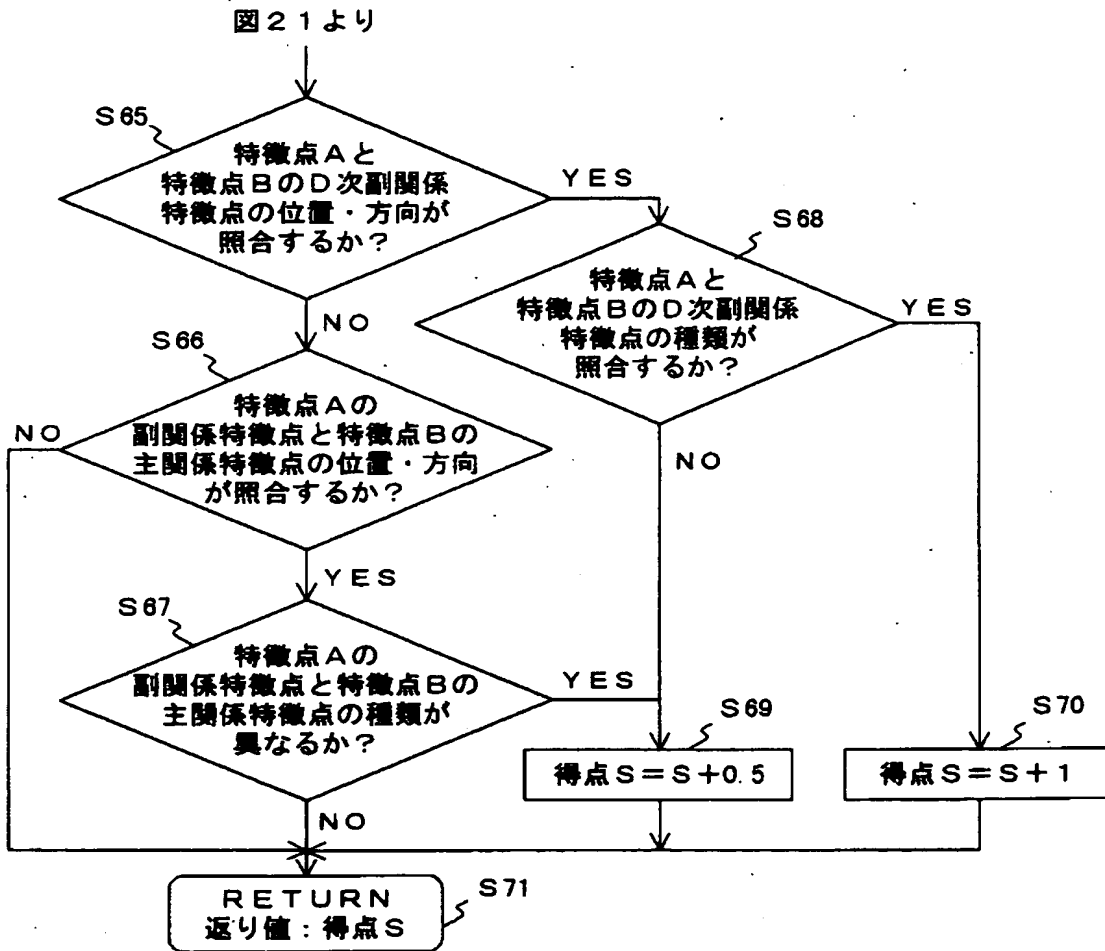 図21より
S65
特徴点Aと
特徴点BのD次副関係
特徴点の位置・方向が
照合するか?
YES
NO
S68
特徴点Aと
特徴点BのD次副関係
特徴点の種類が
照合するか?
YES
NO
S66
特徴点Aの
副関係特徴点と特徴点Bの
主関係特徴点の位置・方向
が照合するか?
NO
YES
S67
特徴点Aの
副関係特徴点と特徴点Bの
主関係特徴点の種類が
異なるか?
YES
NO
S69
得点S=S+0.5
S70
得点S=S+1
S71
RETURN
返り値:得点S